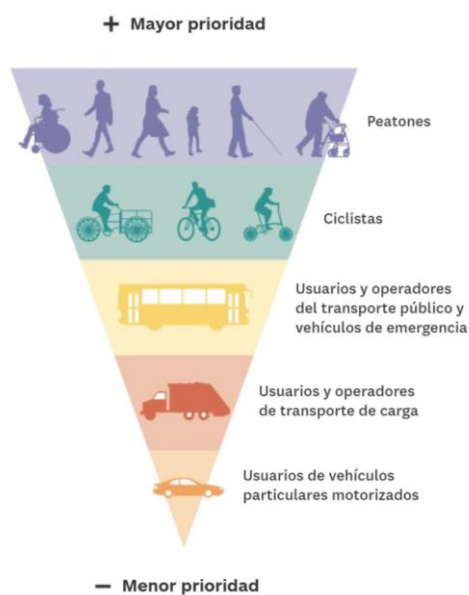 + Mayor prioridad
Peatones
Ciclistas
Usuarios y operadores
del transporte público y
vehículos de emergencia
Usuarios y operadores
de transporte de carga
Usuarios de vehículos
particulares motorizados
− Menor prioridad